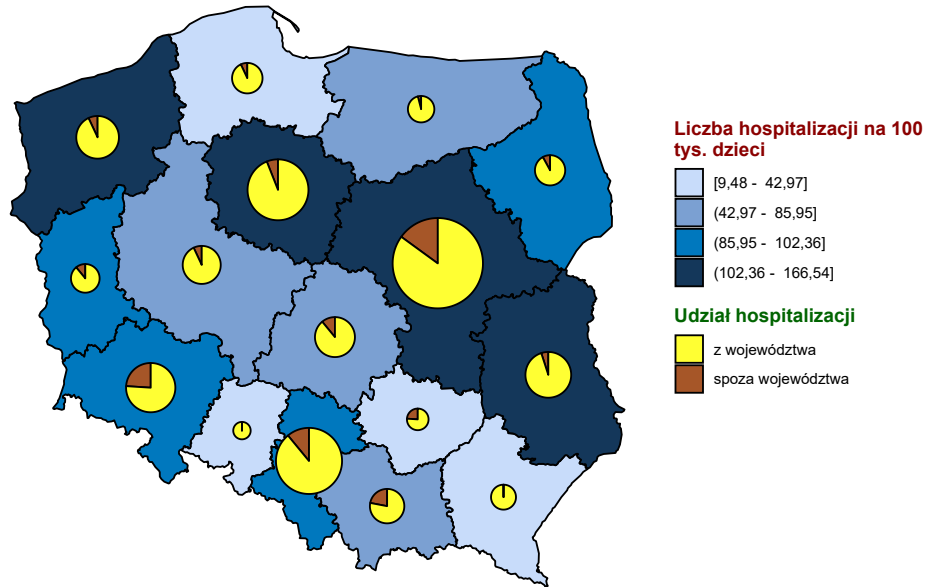 Liczba hospitalizacji na 100
tys. dzieci
[9,48 - 42,97]
(42,97 - 85,95]
(85,95 - 102,36]
(102,36 - 166,54]
Udział hospitalizacji
z województwa
spoza województwa